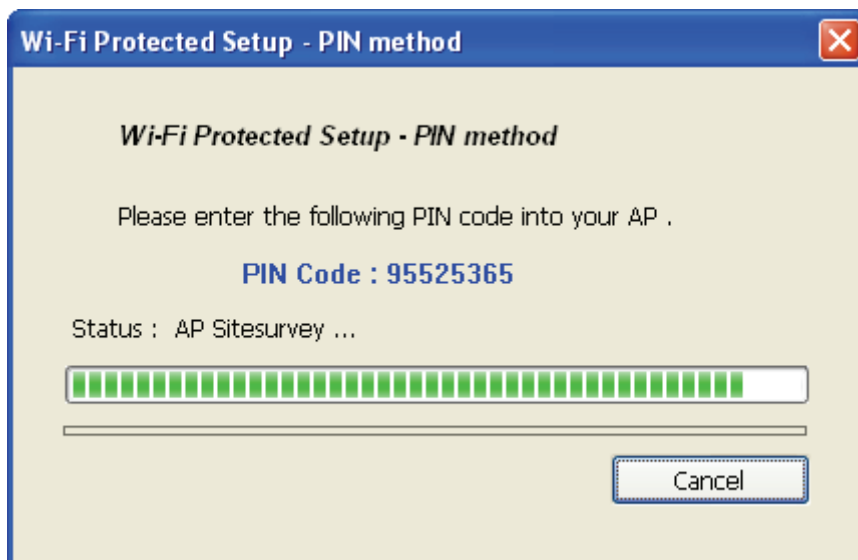 Wi-Fi Protected Setup - PIN method
Wi-Fi Protected Setup - PIN method
Please enter the following PIN code into your AP .
PIN Code : 95525365
Status : AP Sitesurvey ...
Cancel